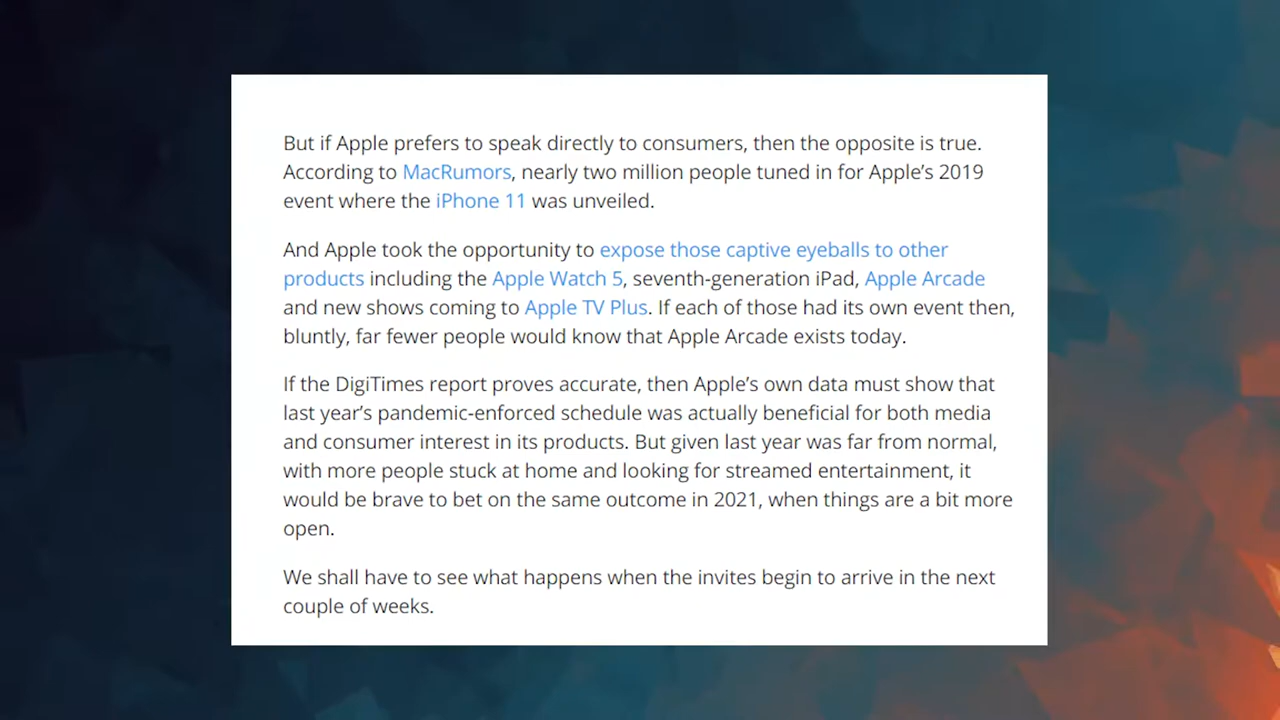 But if Apple prefers to speak directly to consumers, then the opposite is true.
According to MacRumors, nearly two million people tuned in for Apple’s 2019
event where the iPhone 11 was unveiled.
And Apple took the opportunity to expose those captive eyeballs to other
products including the Apple Watch 5, seventh-generation iPad, Apple Arcade
and new shows coming to Apple TV Plus. If each of those had its own event then,
bluntly, far fewer people would know that Apple Arcade exists today.
If the DigiTimes report proves accurate, then Apple’s own data must show that
last year’s pandemic-enforced schedule was actually beneficial for both media
and consumer interest in its products. But given last year was far from normal,
with more people stuck at home and looking for streamed entertainment, it
would be brave to bet on the same outcome in 2021, when things are a bit more
open.
We shall have to see what happens when the invites begin to arrive in the next
couple of weeks.